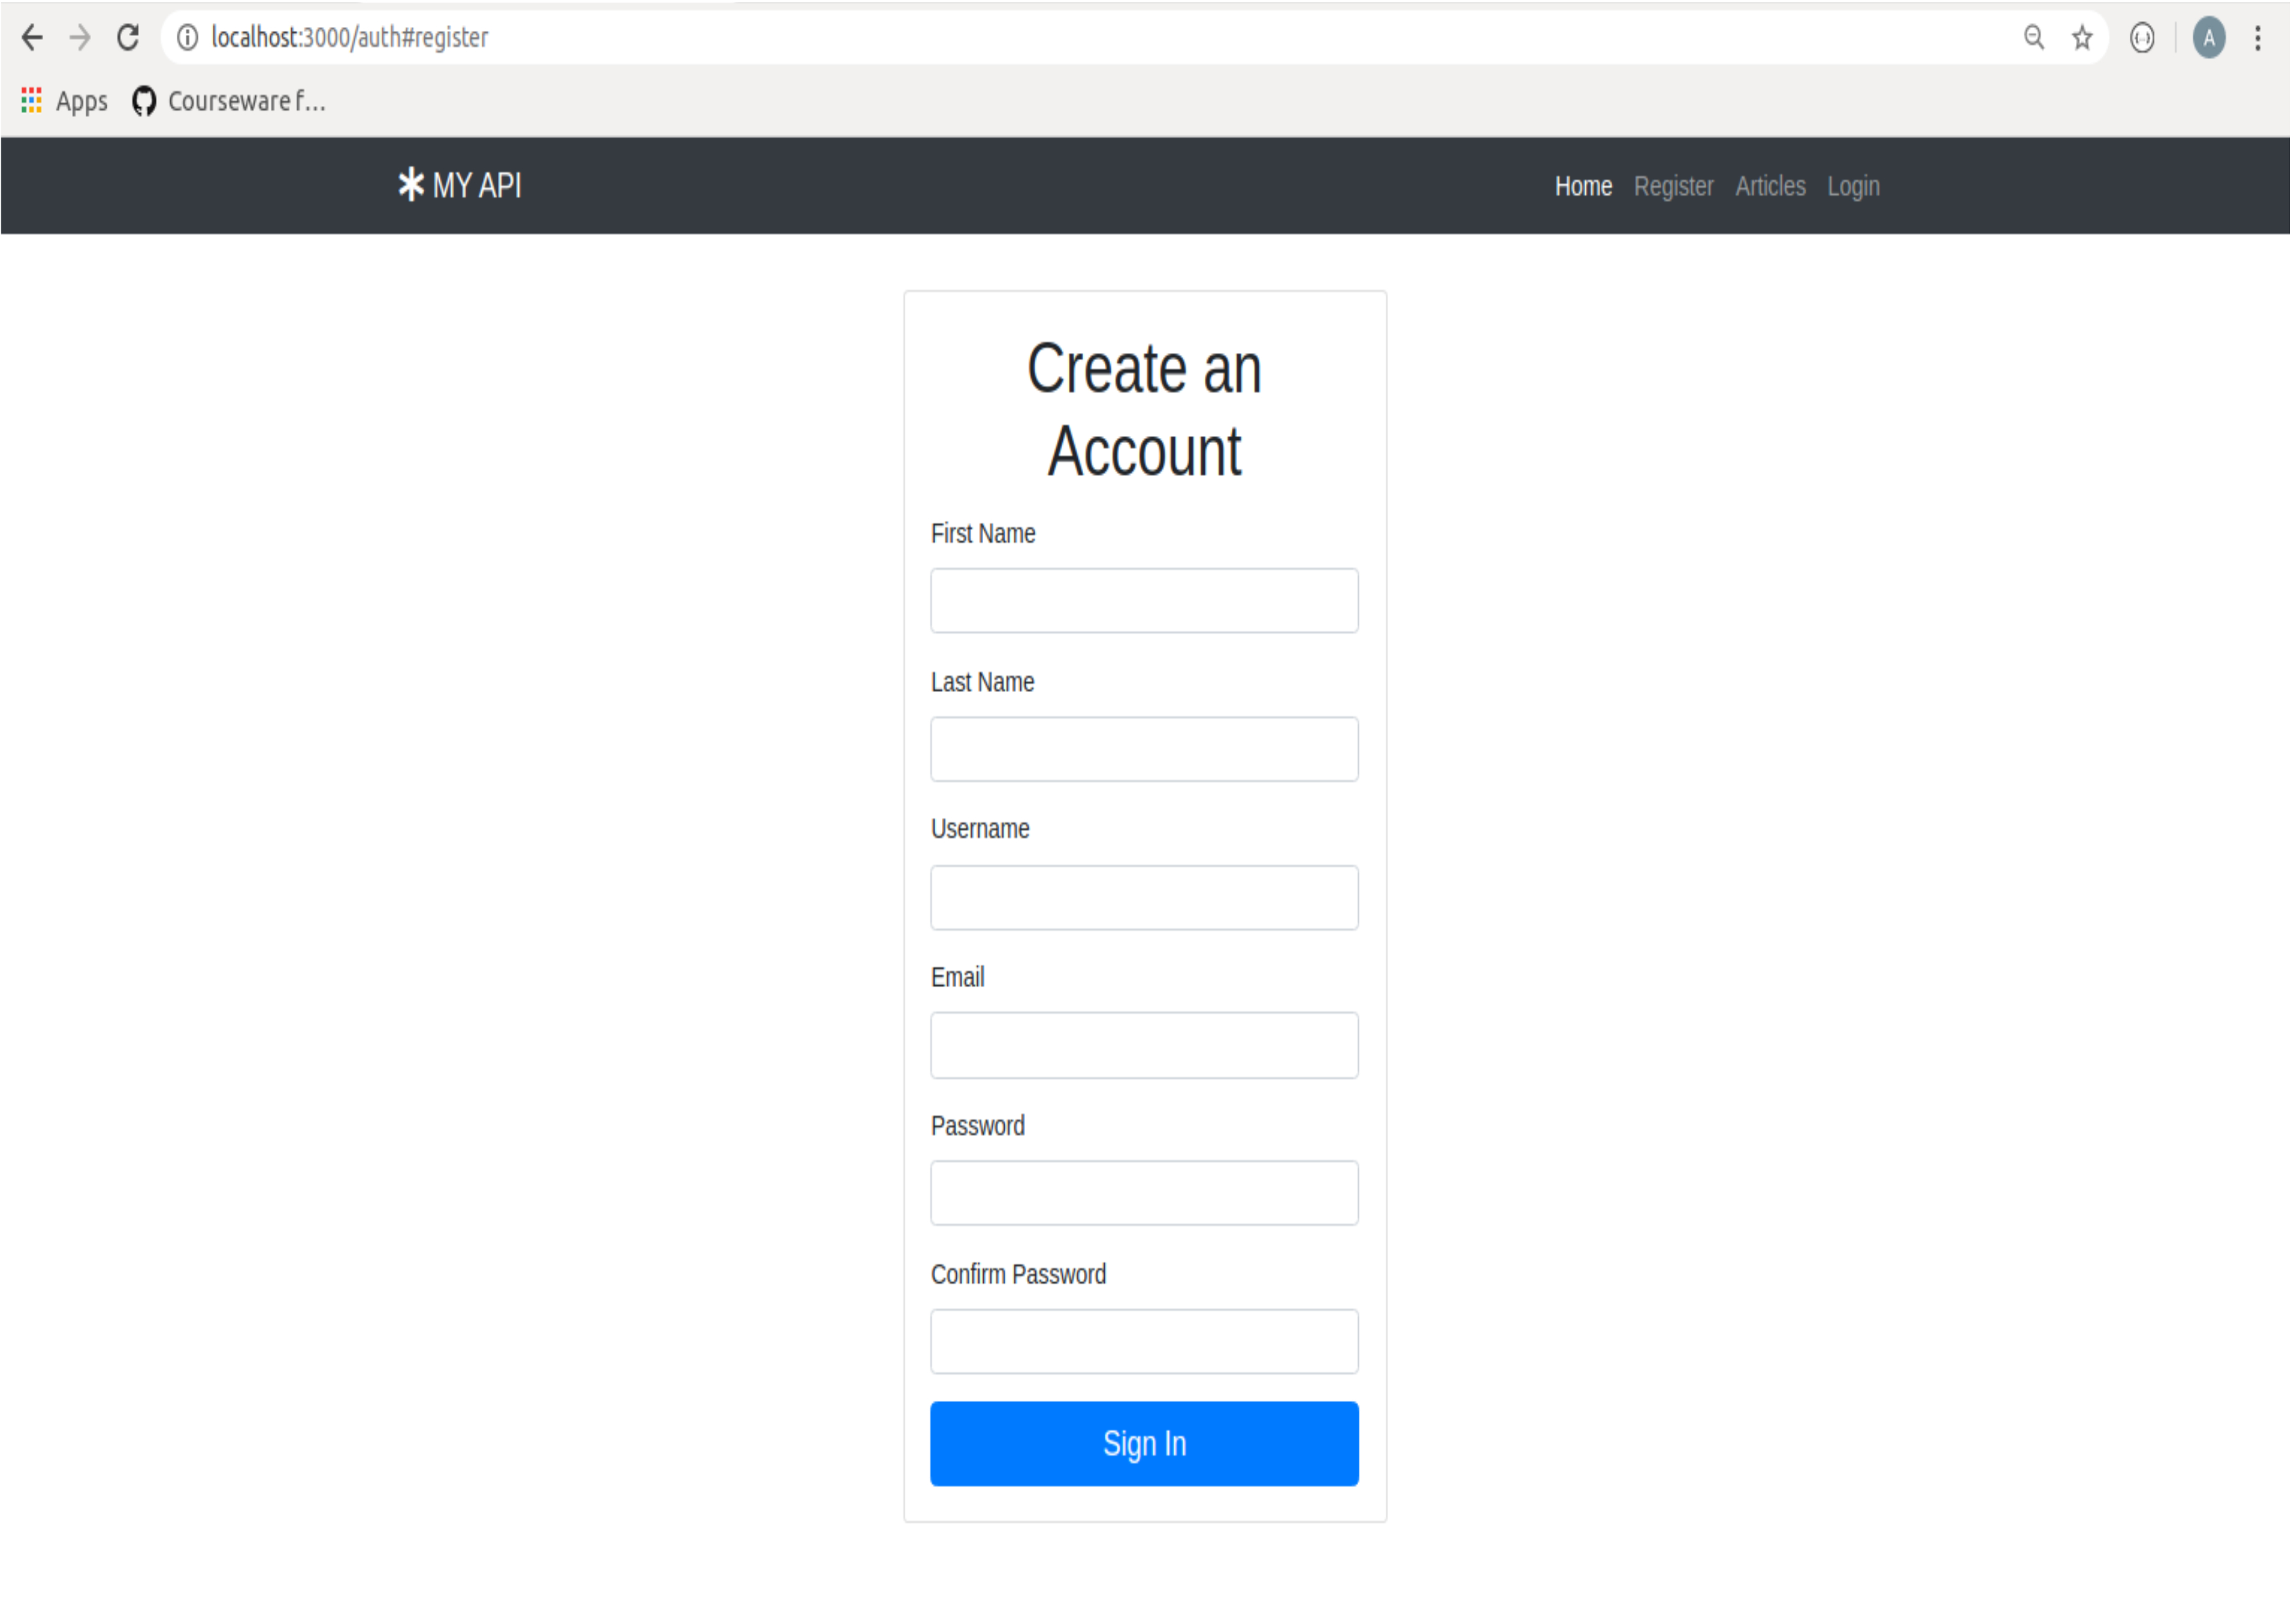 localhost:3000/auth#register
A
Apps Courseware f...
MY API Home Register Articles Login
Create an
Account
First Name
Last Name
Username
Email
Password
Confirm Password
Sign In